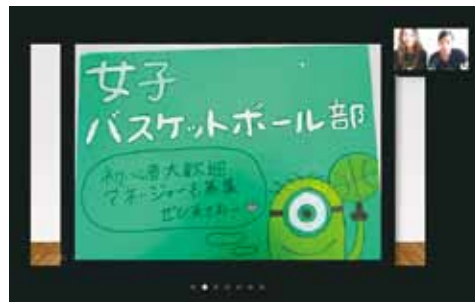 女子
バスケットボール部
初心者大歓迎
マネージャーも募集